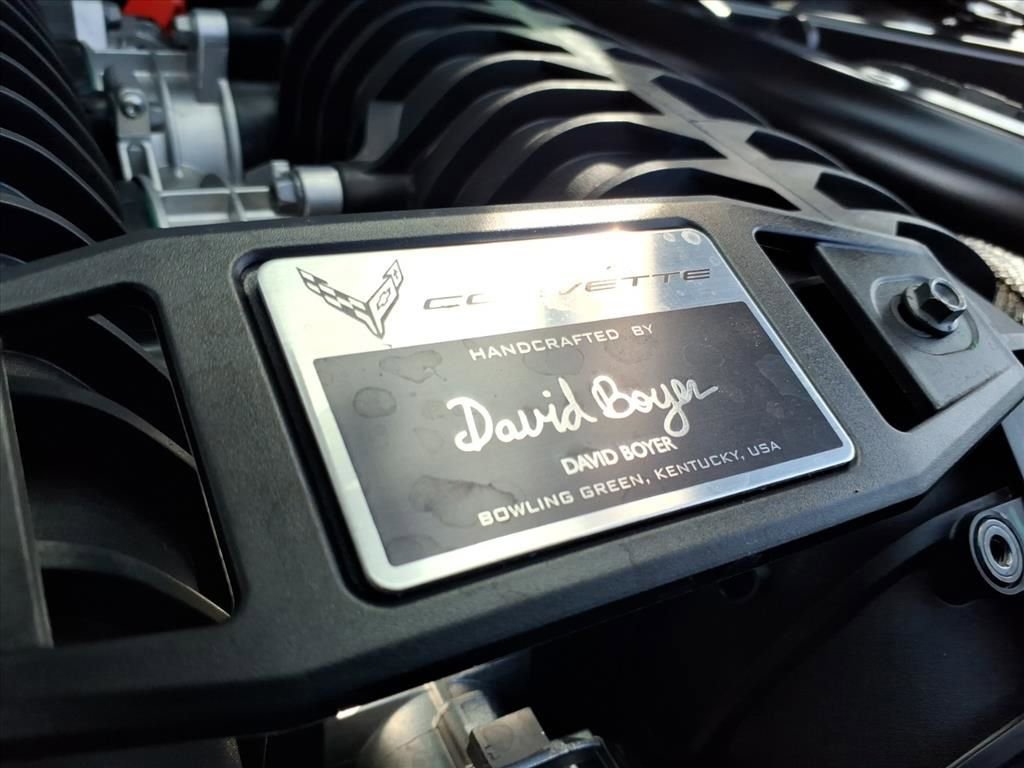 CORVETTE
HANDCRAFTED BY
David Boyer
DAVID BOYER
BOWLING GREEN, KENTUCKY, USA